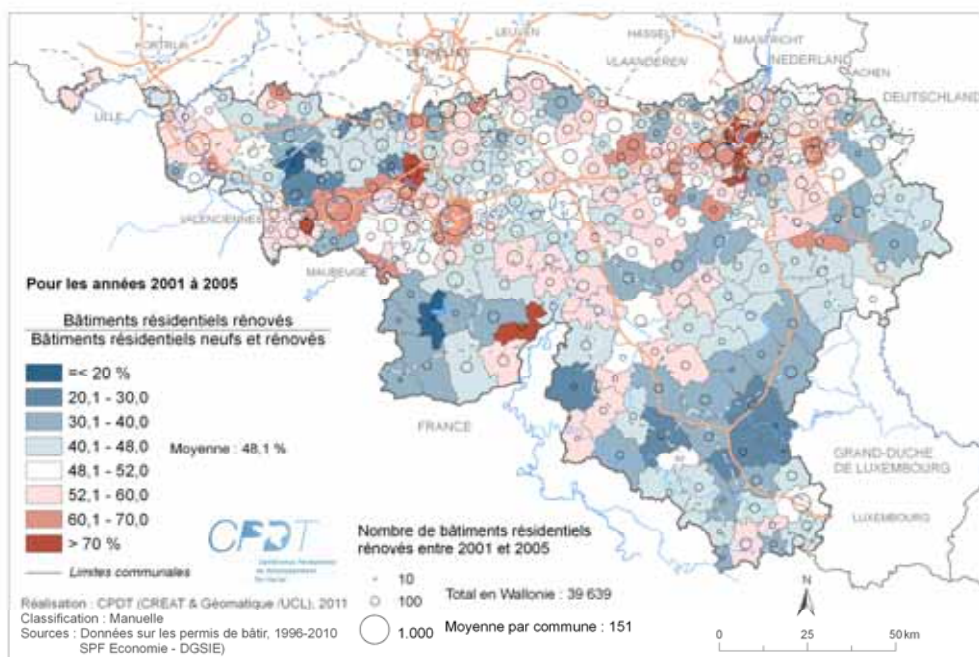 KORTRIJK
LEUVEN
HASSELT
MAASTRICHT
NEDERLAND
VLAANDEREN
AACHEN
DEUTSCHLAND
LILLE
VALENCIENNES
MAUBEUGE
FRANCE
GRAND-DUCHE
DE LUXEMBOURG
LUXEMBOURG
Pour les années 2001 à 2005
Bâtiments résidentiels rénovés
Bâtiments résidentiels neufs et rénovés
=< 20 %
20,1 - 30,0
30,1 - 40,0
40,1 - 48,0
Moyenne : 48,1 %
48,1 - 52,0
52,1 - 60,0
60,1 - 70,0
> 70 %
Limites communales
CPDT
Nombre de bâtiments résidentiels
rénovés entre 2001 et 2005
10
100
1.000
Total en Wallonie : 39 639
Moyenne par commune : 151
Réalisation : CPDT (CREAT & Géomatique /UCL), 2011
Classification : Manuelle
Sources : Données sur les permis de bâtir, 1996-2010
SPF Economie - DGSIE)
N
0 25 50 km